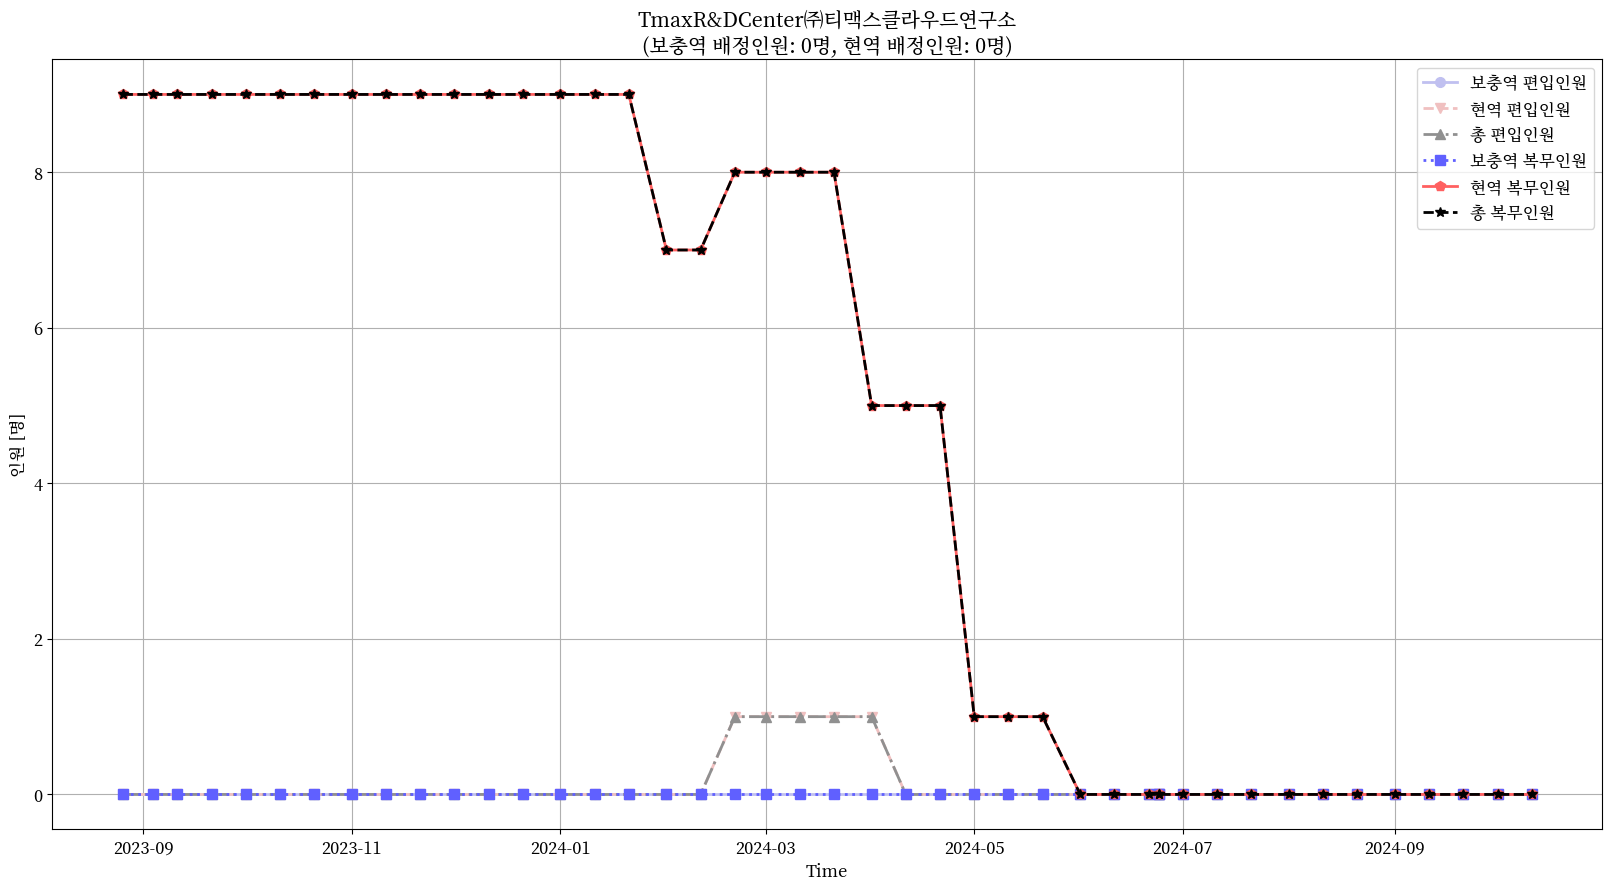 TmaxR&DCenter㈜티맥스클라우드연구소
(보충역 배정인원: 0명, 현역 배정인원: 0명)
보충역 편입인원
현역 편입인원
총 편입인원
보충역 복무인원
현역 복무인원
총 복무인원
인원 [명]
8
6
4
2
0
2023-09
2023-11
2024-01
2024-03
2024-05
2024-07
2024-09
Time